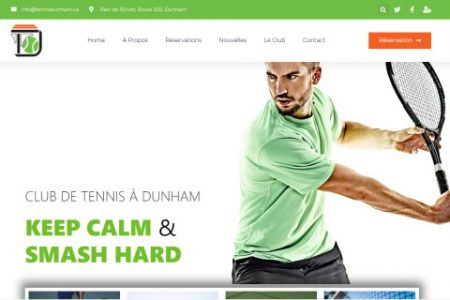 info@tennisdunham.ca Parc de l'Envol, Route 202, Dunham
Home À Propos Réservations Nouvelles Le Club Contact Réservation →
CLUB DE TENNIS À DUNHAM
KEEP CALM &
SMASH HARD